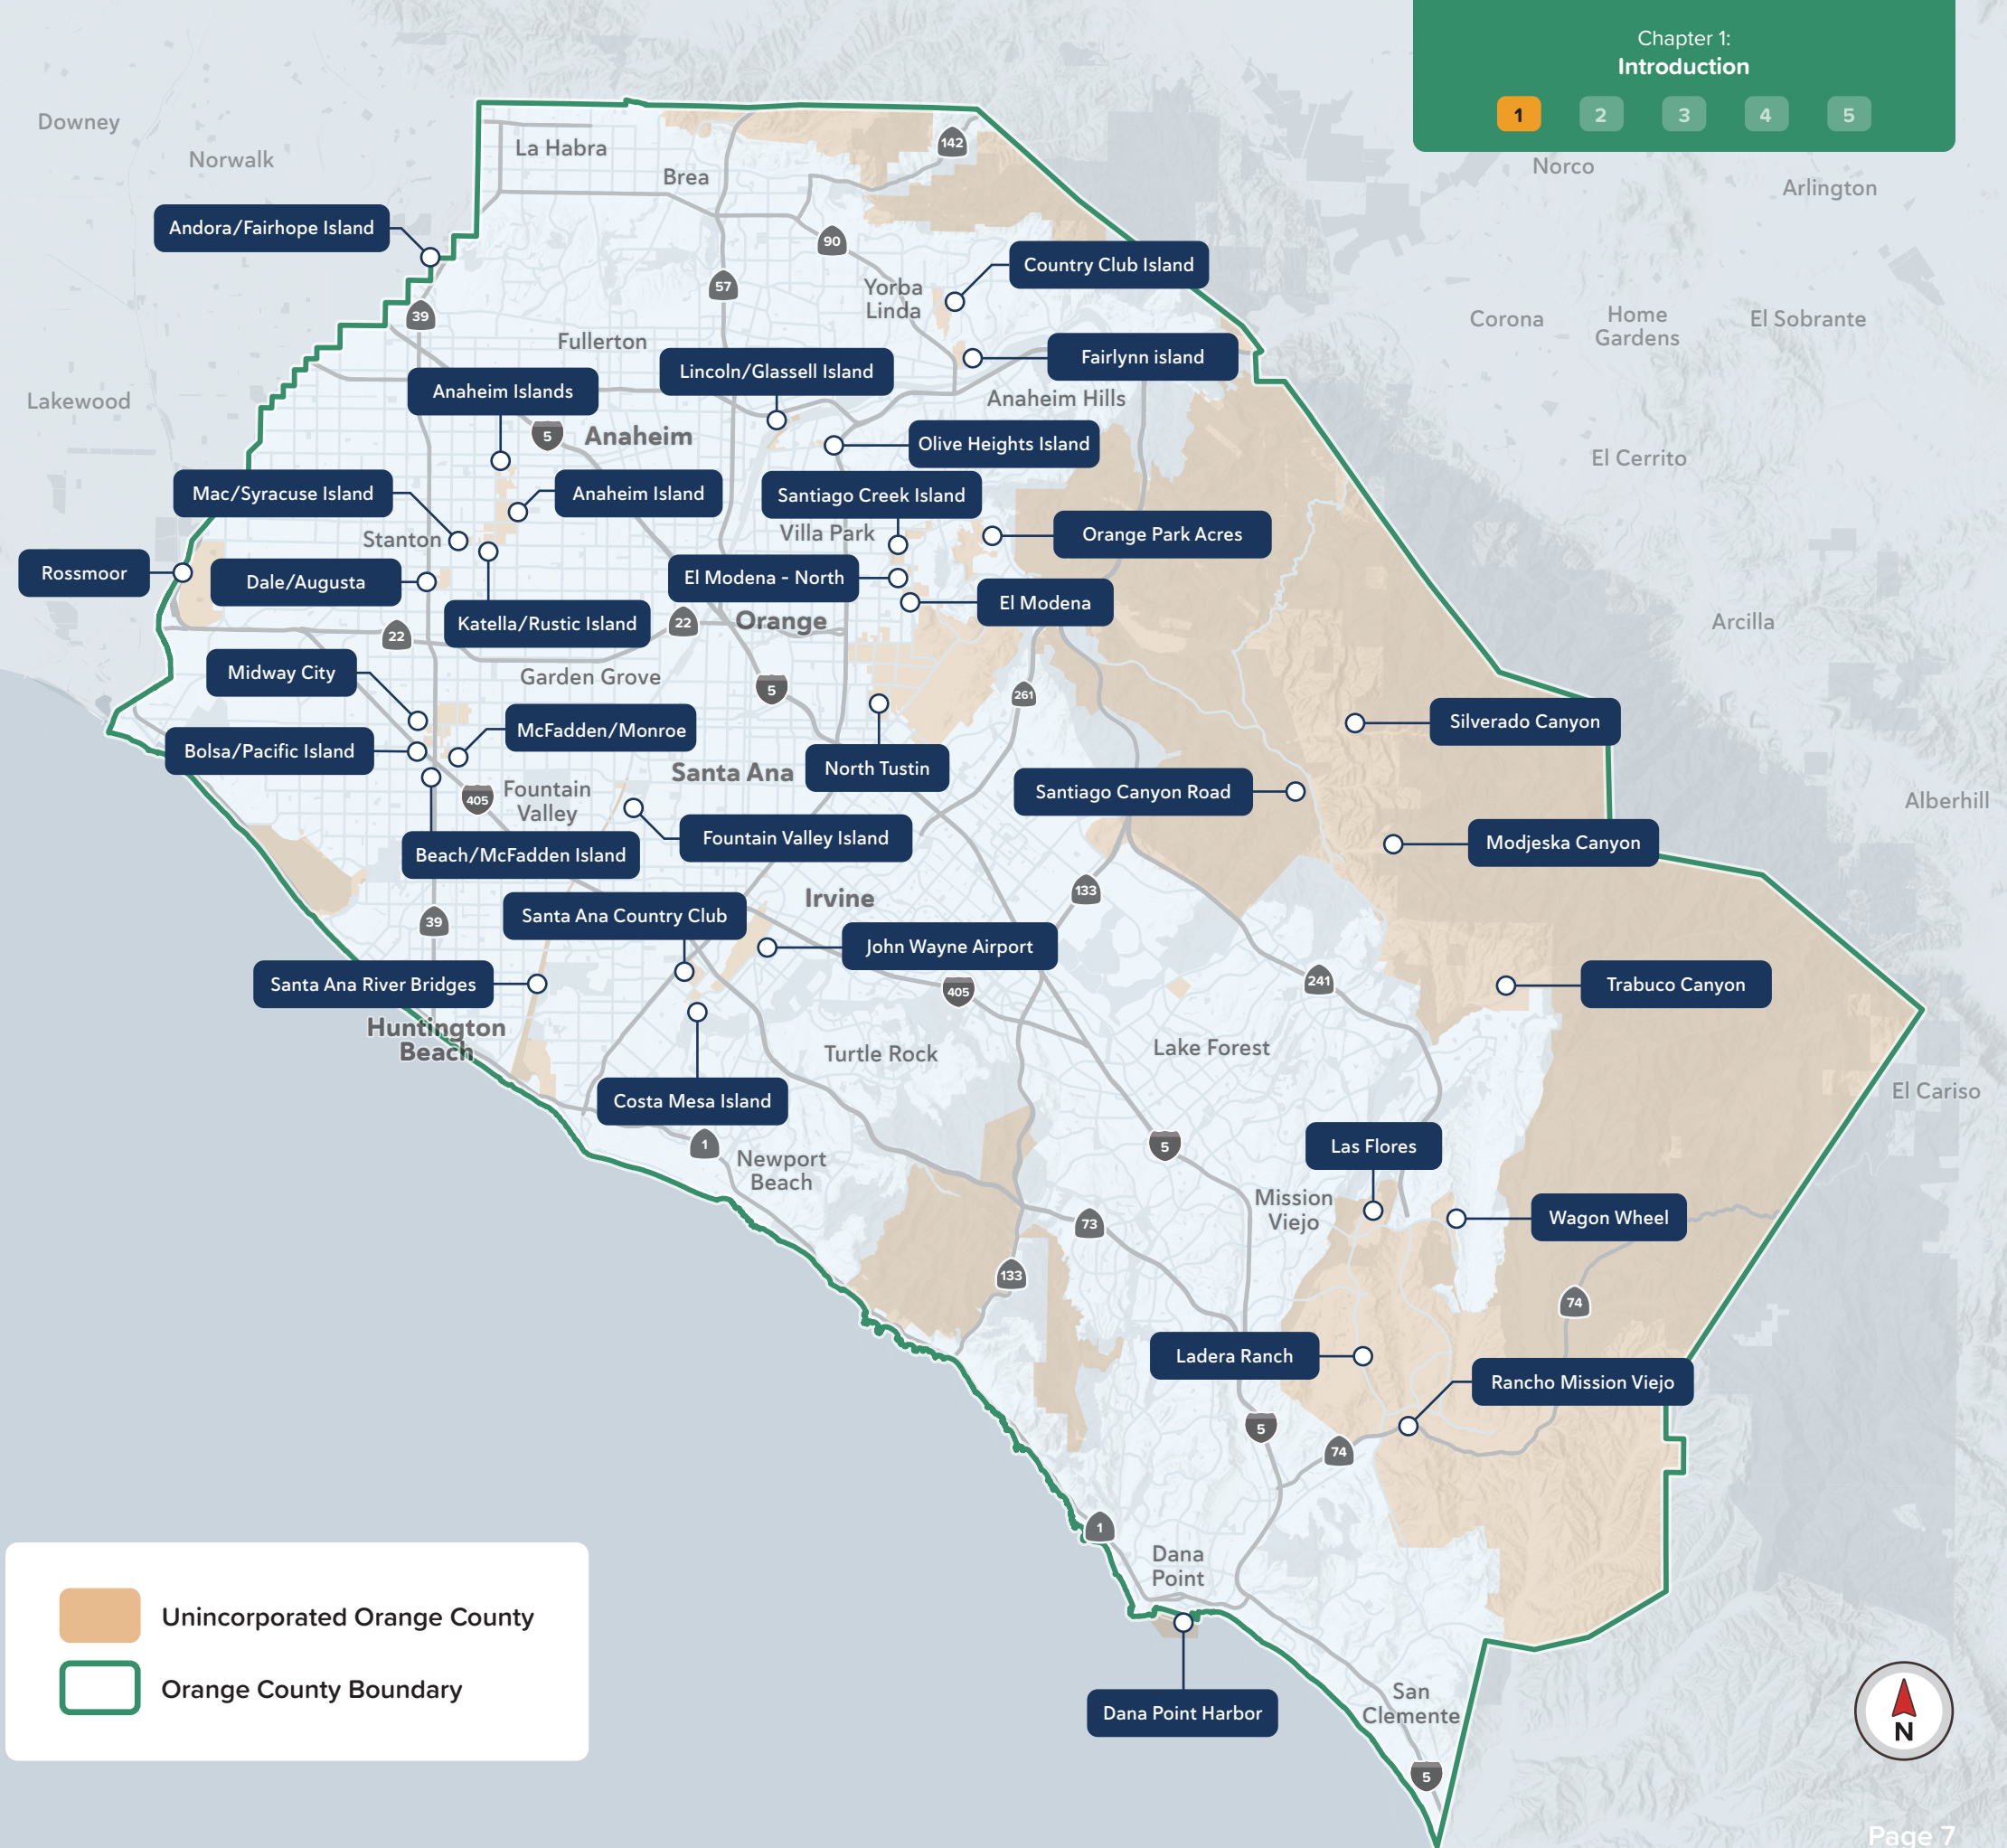 Chapter 1:
Introduction
1 2 3 4 5
Downey
Norwalk
La Habra
Brea
142
Norco
Arlington
Andora/Fairhope Island
90
Country Club Island
57
Yorba
Linda
39
Corona
Home
Gardens
El Sobrante
Fullerton
Lincoln/Glassell Island
Fairlynn island
Lakewood
Anaheim Islands
Anaheim Hills
5
Anaheim
Olive Heights Island
El Cerrito
Mac/Syracuse Island
Anaheim Island
Santiago Creek Island
Stanton
Villa Park
Orange Park Acres
Rossmoor
Dale/Augusta
El Modena - North
El Modena
Katella/Rustic Island
22
22
Orange
Arcilla
Midway City
Garden Grove
5
261
Silverado Canyon
Bolsa/Pacific Island
McFadden/Monroe
Santa Ana
North Tustin
Santiago Canyon Road
405
Fountain
Valley
Alberhill
Fountain Valley Island
Modjeska Canyon
Beach/McFadden Island
133
Irvine
39
Santa Ana Country Club
John Wayne Airport
Santa Ana River Bridges
405
241
Trabuco Canyon
Huntington
Beach
Turtle Rock
Lake Forest
El Cariso
Costa Mesa Island
1
5
Las Flores
Newport
Beach
Mission
Viejo
73
Wagon Wheel
133
74
Ladera Ranch
Rancho Mission Viejo
5
74
1
Dana
Point
Unincorporated Orange County
Orange County Boundary
Dana Point Harbor
San
Clemente
5
N
Page 7